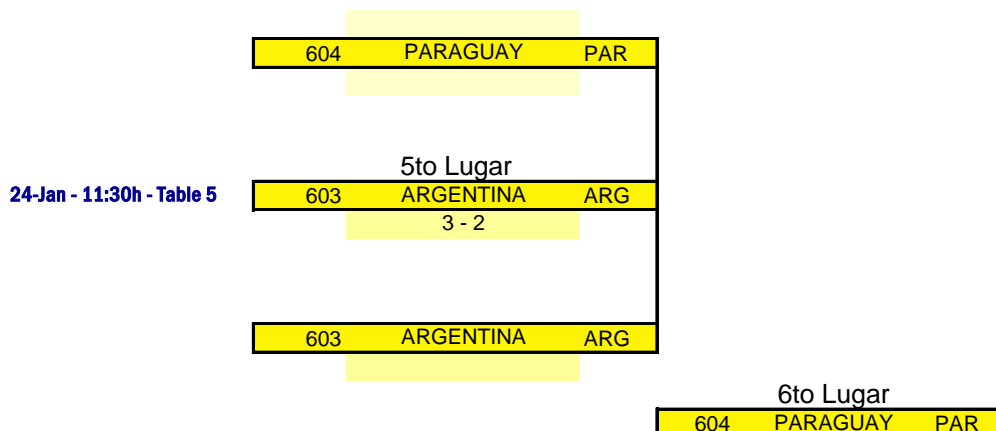 604 PARAGUAY PAR
5to Lugar
24-Jan - 11:30h - Table 5
603 ARGENTINA ARG
3 - 2
603 ARGENTINA ARG
6to Lugar
604 PARAGUAY PAR